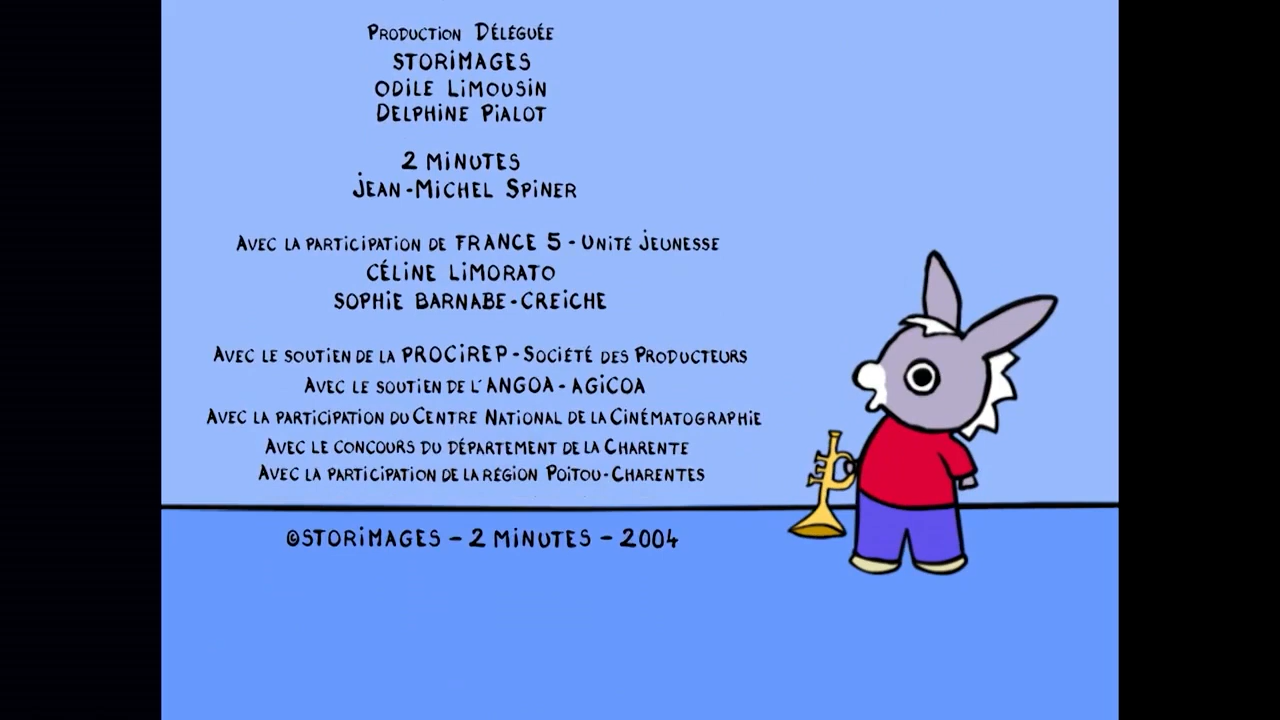 Production Déléguée
STORIMAGES
ODILE LIMOUSIN
DELPHINE PIALOT
2 MINUTES
JEAN-MICHEL SPINER
AVEC LA PARTICIPATION DE FRANCE 5 - UNITÉ JEUNESSE
CÉLINE LIMORATO
SOPHIE BARNABE-CREICHE
AVEC LE SOUTIEN DE LA PROCIREP - SOCIÉTÉ DES PRODUCTEURS
AVEC LE SOUTIEN DE L'ANGOA - AGICOA
AVEC LA PARTICIPATION DU CENTRE NATIONAL DE LA CINÉMATOGRAPHIE
AVEC LE CONCOURS DU DÉPARTEMENT DE LA CHARENTE
AVEC LA PARTICIPATION DE LA RÉGION POITOU-CHARENTES
©STORIMAGES – 2 MINUTES – 2004